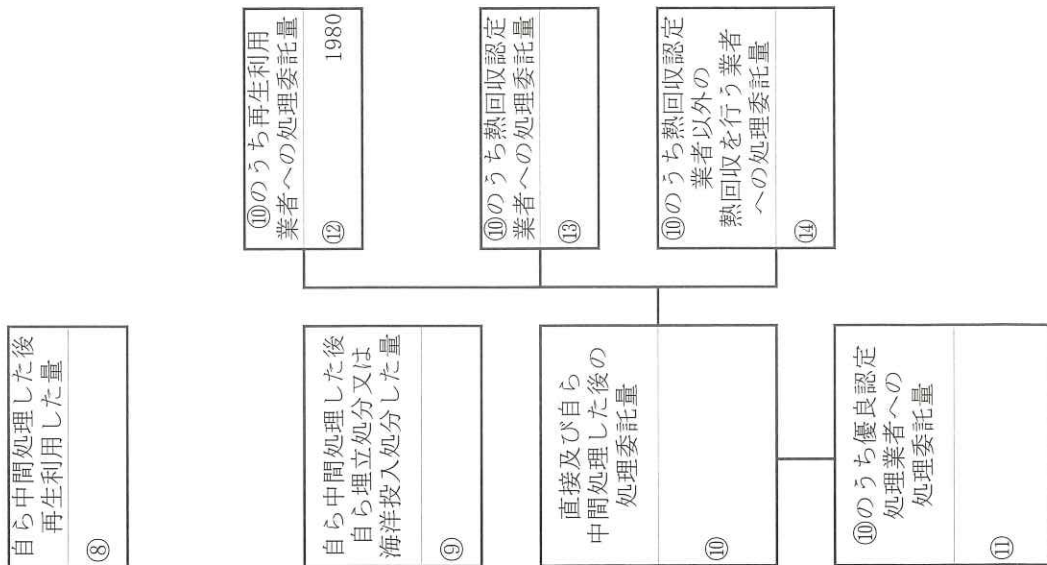 自ら中間処理した後
再生利用した量
⑧
自ら中間処理した後
自ら埋立処分又は
海洋投入処分した量
⑨
直接及び自ら
中間処理した後の
処理委託量
⑩
⑩のうち優良認定
処理業者への
処理委託量
⑪
⑩のうち再生利用
業者への処理委託量
⑫ 1980
⑩のうち熱回収認定
業者への処理委託量
⑬
⑩のうち熱回収認定
業者以外の
熱回収を行う業者
への処理委託量
⑭